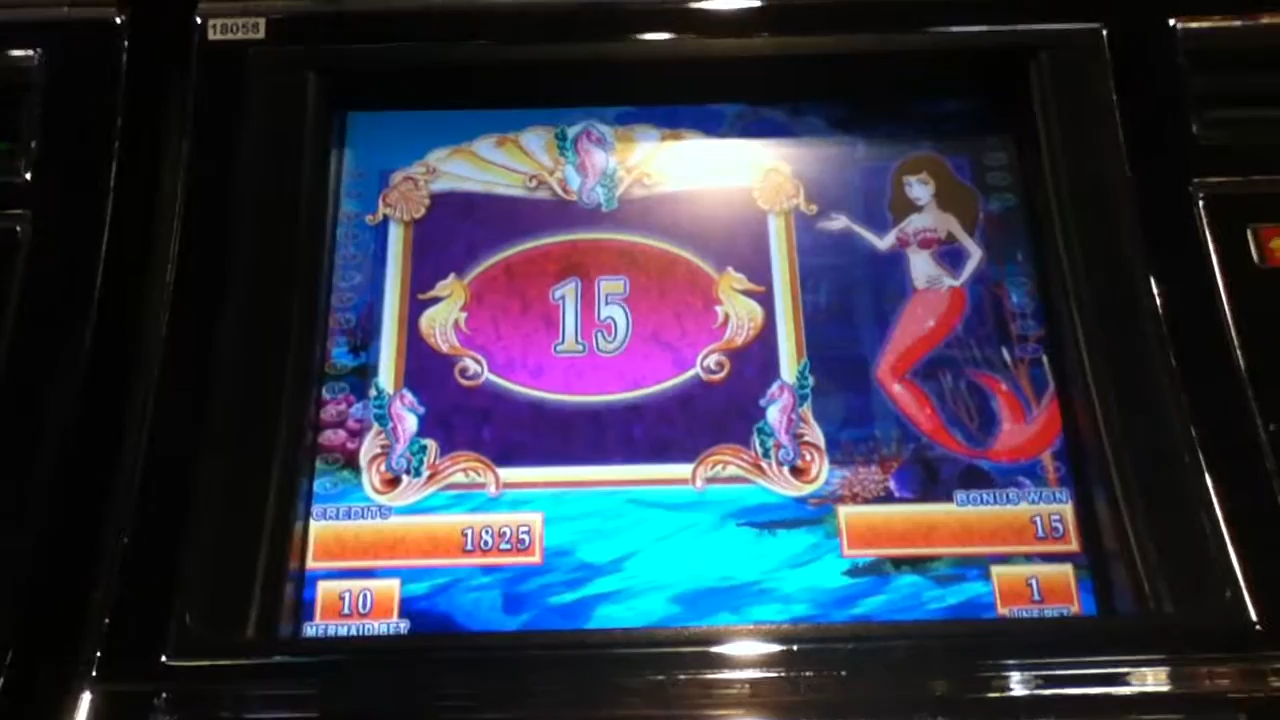 18058
15
CREDITS
1825
BONUS WON
15
10
MERMAID BET
1
LINE BET